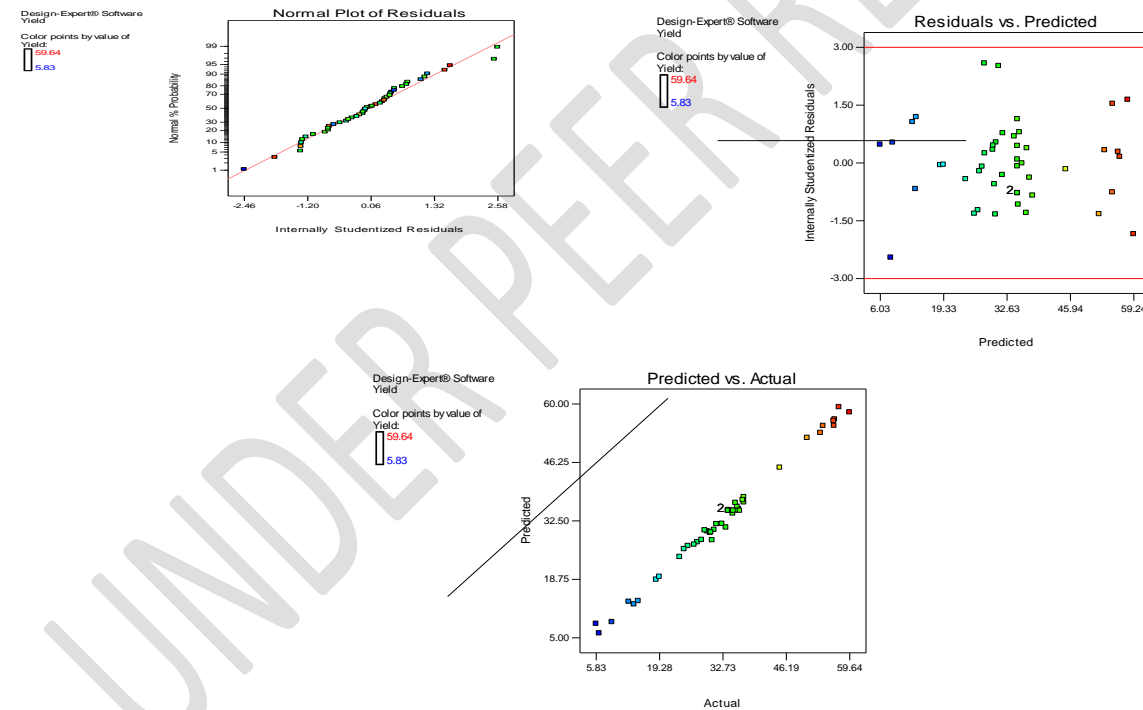 Design-Expert® Software
Yield
Color points by value of
Yield:
59.64
5.83
Normal Plot of Residuals
Normal % Probability
99
95
90
80
70
50
30
20
10
5
1
-2.46
-1.20
0.06
1.32
2.58
Internally Studentized Residuals
Design-Expert® Software
Yield
Color points by value of
Yield:
59.64
5.83
Residuals vs. Predicted
Internally Studentized Residuals
3.00
1.50
0.00
-1.50
-3.00
2
6.03
19.33
32.63
45.94
59.24
Predicted
Design-Expert® Software
Yield
Color points by value of
Yield:
59.64
5.83
Predicted vs. Actual
Predicted
60.00
46.25
32.50
18.75
5.00
2
5.83
19.28
32.73
46.19
59.64
Actual
UNDER PEER